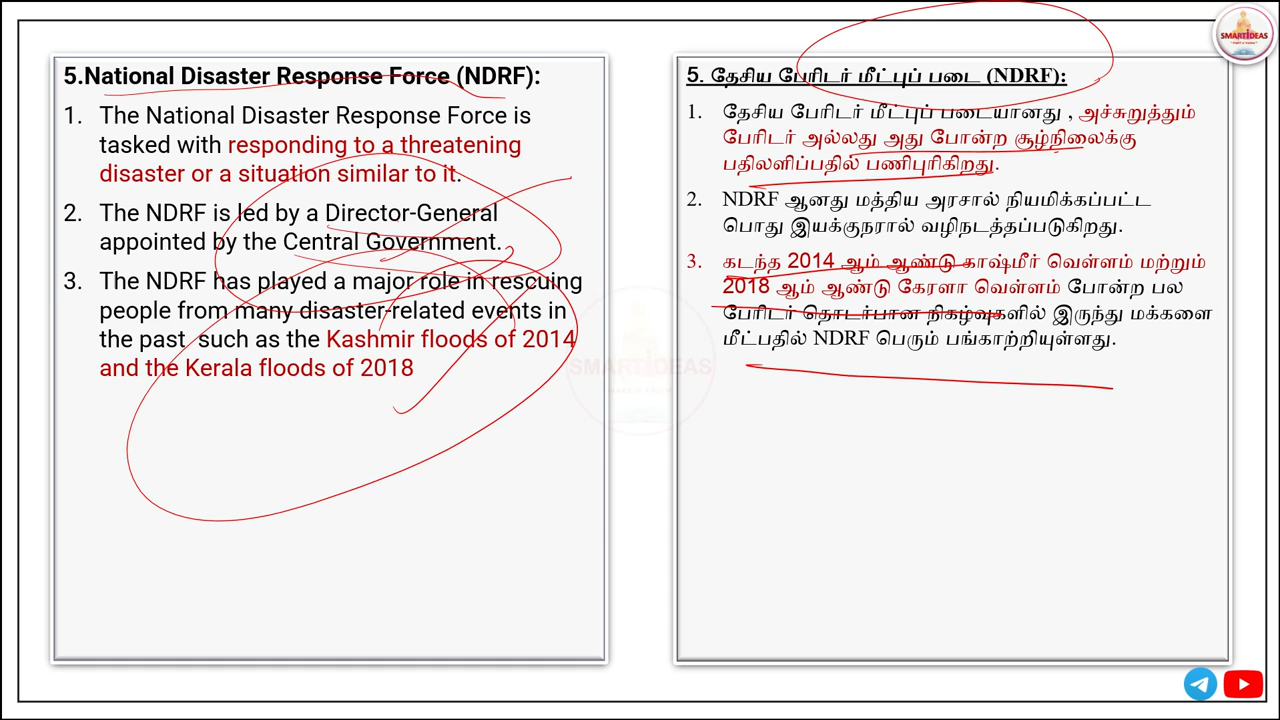 5.National Disaster Response Force (NDRF):
1. The National Disaster Response Force is
tasked with responding to a threatening
disaster or a situation similar to it.
2. The NDRF is led by a Director-General
appointed by the Central Government.
3. The NDRF has played a major role in rescuing
people from many disaster-related events in
the past such as the Kashmir floods of 2014
and the Kerala floods of 2018
5. தேசிய பேரிடர் மீட்புப் படை (NDRF):
1. தேசிய பேரிடர் மீட்புப் படையானது , அச்சுறுத்தும்
பேரிடர் அல்லது அது போன்ற சூழ்நிலைக்கு
பதிலளிப்பதில் பணிபுரிகிறது.
2. NDRF ஆனது மத்திய அரசால் நியமிக்கப்பட்ட
பொது இயக்குநரால் வழிநடத்தப்படுகிறது.
3. கடந்த 2014 ஆம் ஆண்டு காஷ்மீர் வெள்ளம் மற்றும்
2018 ஆம் ஆண்டு கேரளா வெள்ளம் போன்ற பல
பேரிடர் தொடர்பான நிகழ்வுகளில் இருந்து மக்களை
மீட்பதில் NDRF பெரும் பங்காற்றியுள்ளது.
SMARTIDEAS
SMARTIDEAS